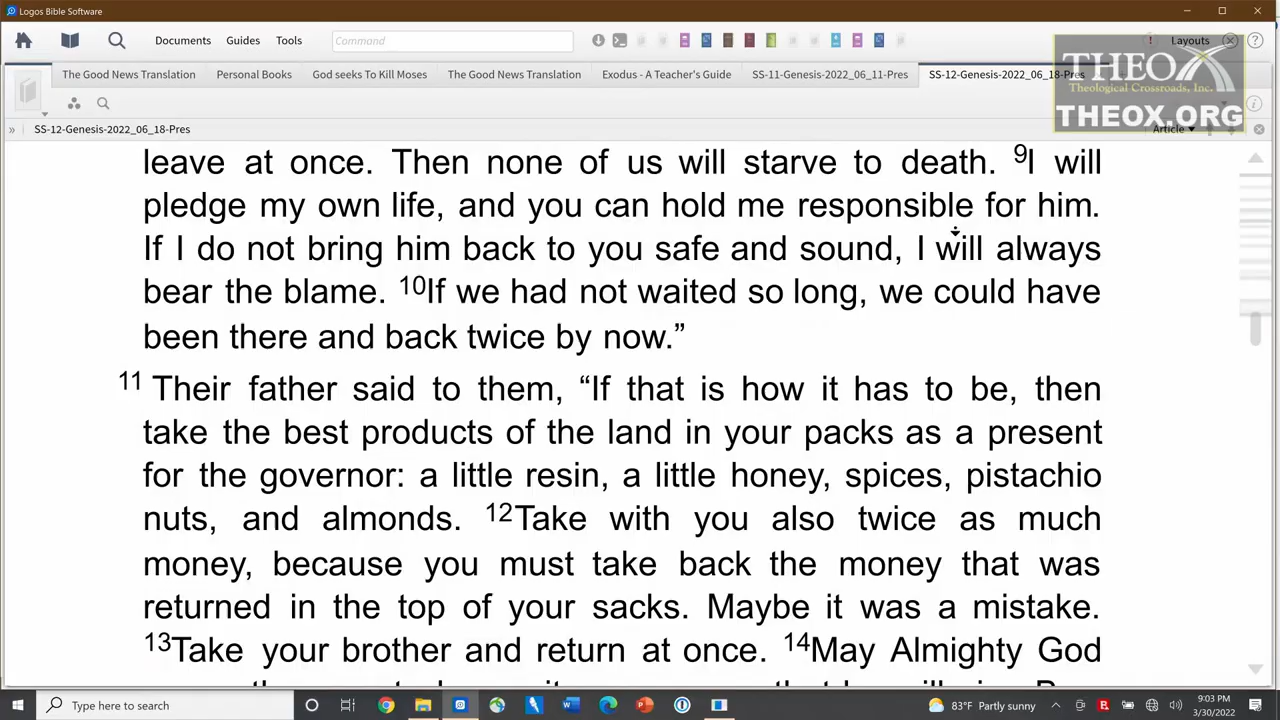 Logos Bible Software
Documents Guides Tools Command Layouts
The Good News Translation Personal Books God seeks To Kill Moses The Good News Translation Exodus - A Teacher's Guide SS-11-Genesis-2022_06_11-Pres SS-12-Genesis-2022_06_18-Pres
THEOX
Theological Crossroads, Inc.
THEOX.ORG
SS-12-Genesis-2022_06_18-Pres Article
leave at once. Then none of us will starve to death. 9I will
pledge my own life, and you can hold me responsible for him.
If I do not bring him back to you safe and sound, I will always
bear the blame. 10If we had not waited so long, we could have
been there and back twice by now.”
11 Their father said to them, “If that is how it has to be, then
take the best products of the land in your packs as a present
for the governor: a little resin, a little honey, spices, pistachio
nuts, and almonds. 12Take with you also twice as much
money, because you must take back the money that was
returned in the top of your sacks. Maybe it was a mistake.
13Take your brother and return at once. 14May Almighty God
Type here to search
83°F Partly sunny
9:03 PM
3/30/2022